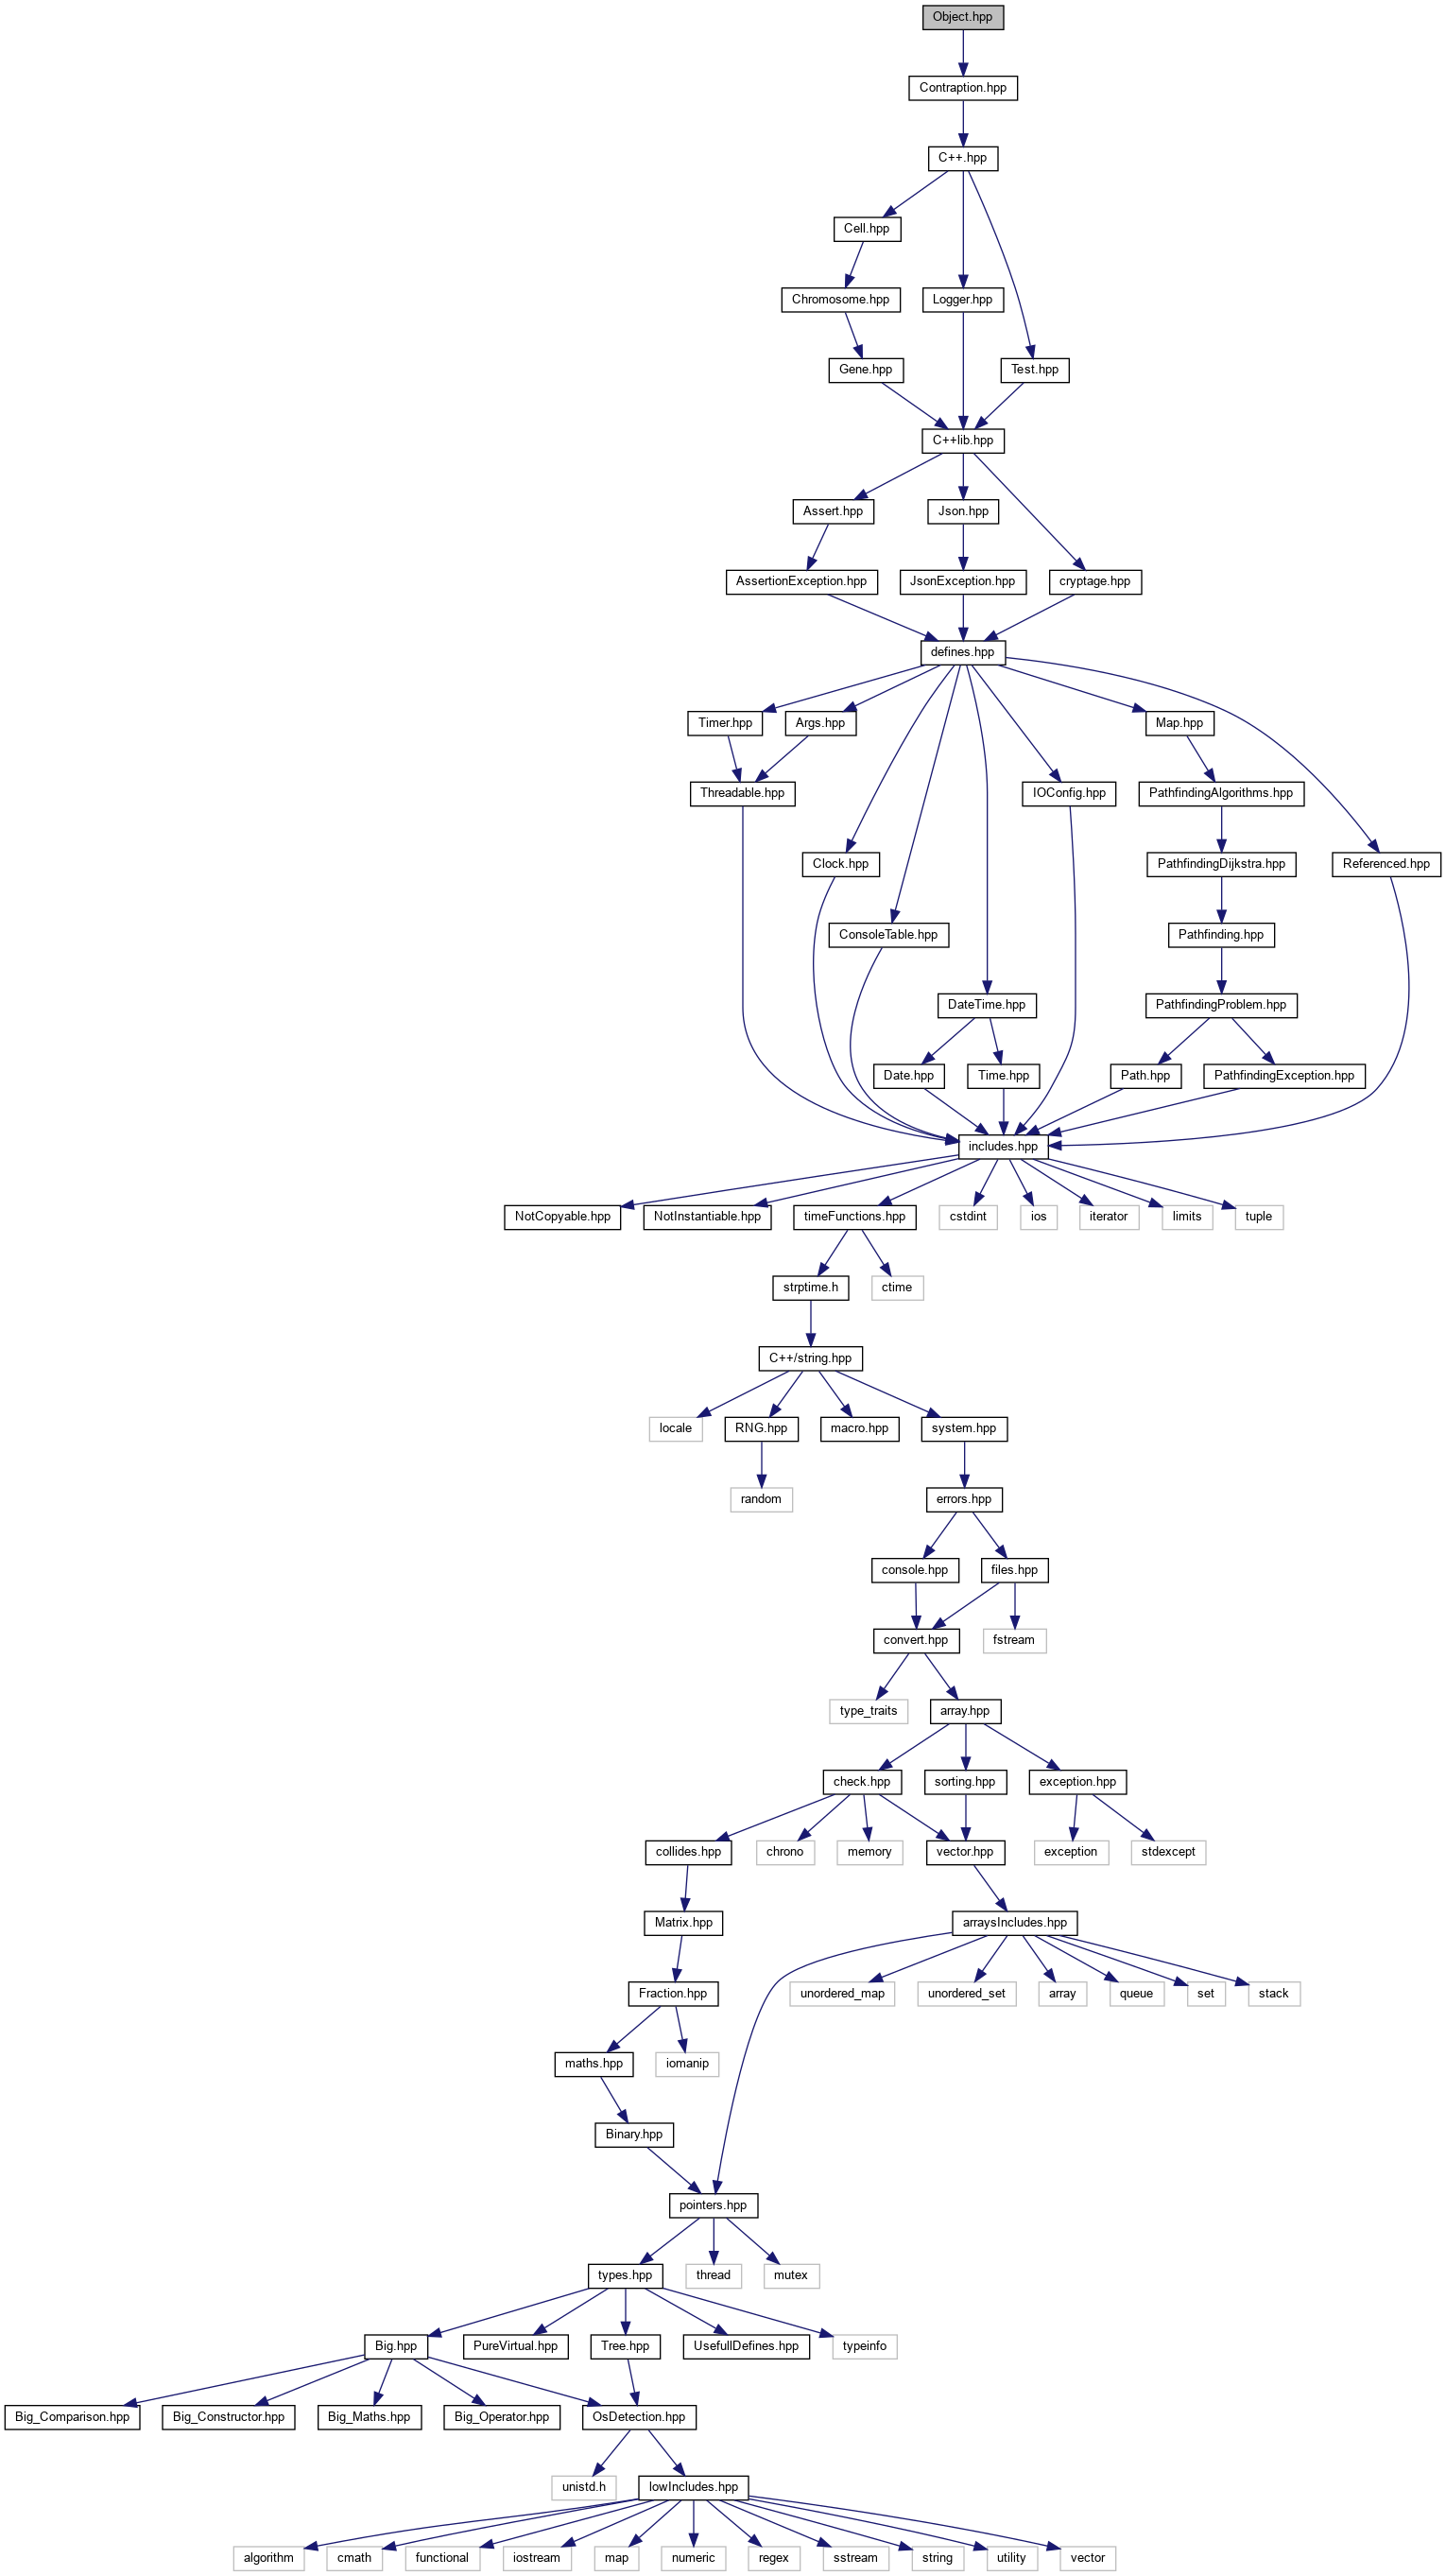 Object.hpp
Contraption.hpp
C++.hpp
Cell.hpp
Chromosome.hpp
Logger.hpp
Gene.hpp
Test.hpp
C++lib.hpp
Assert.hpp
Json.hpp
AssertionException.hpp
JsonException.hpp
cryptage.hpp
defines.hpp
Timer.hpp
Args.hpp
Map.hpp
Threadable.hpp
IOConfig.hpp
PathfindingAlgorithms.hpp
Clock.hpp
PathfindingDijkstra.hpp
Referenced.hpp
ConsoleTable.hpp
Pathfinding.hpp
DateTime.hpp
PathfindingProblem.hpp
Date.hpp
Time.hpp
Path.hpp
PathfindingException.hpp
includes.hpp
NotCopyable.hpp
NotInstantiable.hpp
timeFunctions.hpp
cstdint
ios
iterator
limits
tuple
strptime.h
ctime
C++/string.hpp
locale
RNG.hpp
macro.hpp
system.hpp
random
errors.hpp
console.hpp
files.hpp
convert.hpp
fstream
type_traits
array.hpp
check.hpp
sorting.hpp
exception.hpp
collides.hpp
chrono
memory
vector.hpp
exception
stdexcept
Matrix.hpp
arraysIncludes.hpp
Fraction.hpp
unordered_map
unordered_set
array
queue
set
stack
maths.hpp
iomanip
Binary.hpp
pointers.hpp
types.hpp
thread
mutex
Big.hpp
PureVirtual.hpp
Tree.hpp
UsefullDefines.hpp
typeinfo
Big_Comparison.hpp
Big_Constructor.hpp
Big_Maths.hpp
Big_Operator.hpp
OsDetection.hpp
unistd.h
lowIncludes.hpp
algorithm
cmath
functional
iostream
map
numeric
regex
sstream
string
utility
vector